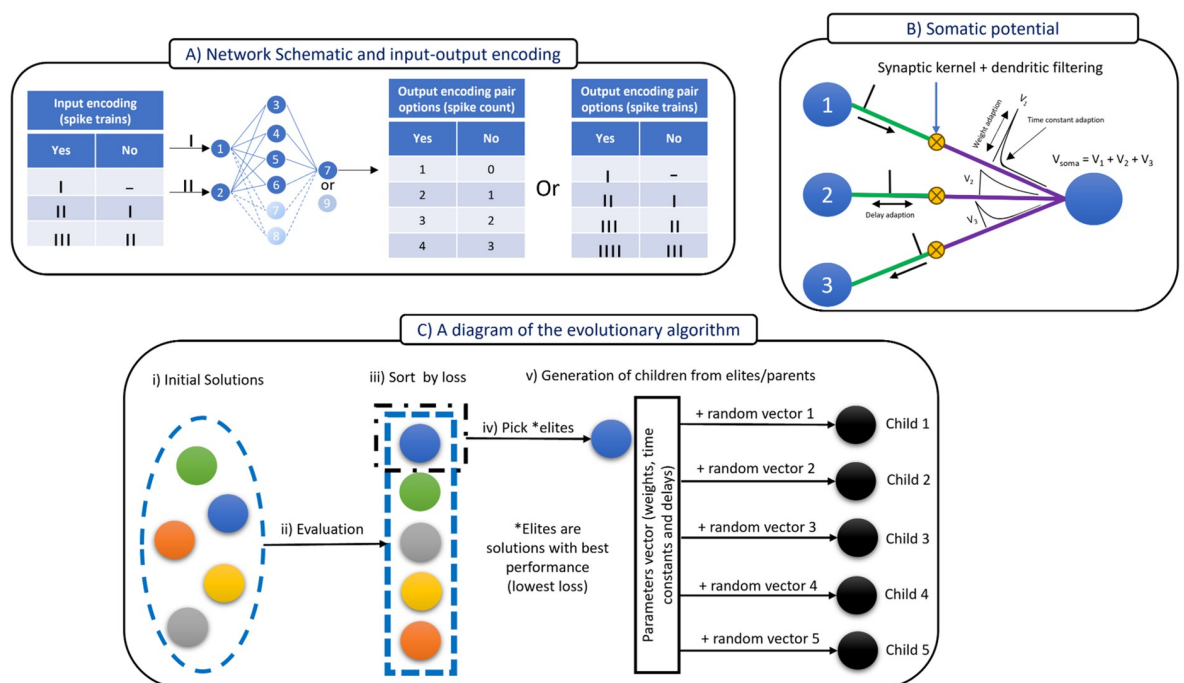 A) Network Schematic and input-output encoding
Input encoding
(spike trains)
Yes No
I –
II I
III II
I
II
1
2
3
4
5
6
7
8
7
or
9
Output encoding pair
options (spike count)
Yes No
1 0
2 1
3 2
4 3
Or
Output encoding pair
options (spike trains)
Yes No
I –
II I
III II
IIII III
B) Somatic potential
Synaptic kernel + dendritic filtering
1
2
3
Weight adaption
V1
Time constant adaption
Vsoma = V1 + V2 + V3
V2
V3
Delay adaption
C) A diagram of the evolutionary algorithm
i) Initial Solutions
ii) Evaluation
iii) Sort by loss
iv) Pick *elites
*Elites are
solutions with best
performance
(lowest loss)
v) Generation of children from elites/parents
Parameters vector (weights, time
constants and delays)
+ random vector 1
Child 1
+ random vector 2
Child 2
+ random vector 3
Child 3
+ random vector 4
Child 4
+ random vector 5
Child 5